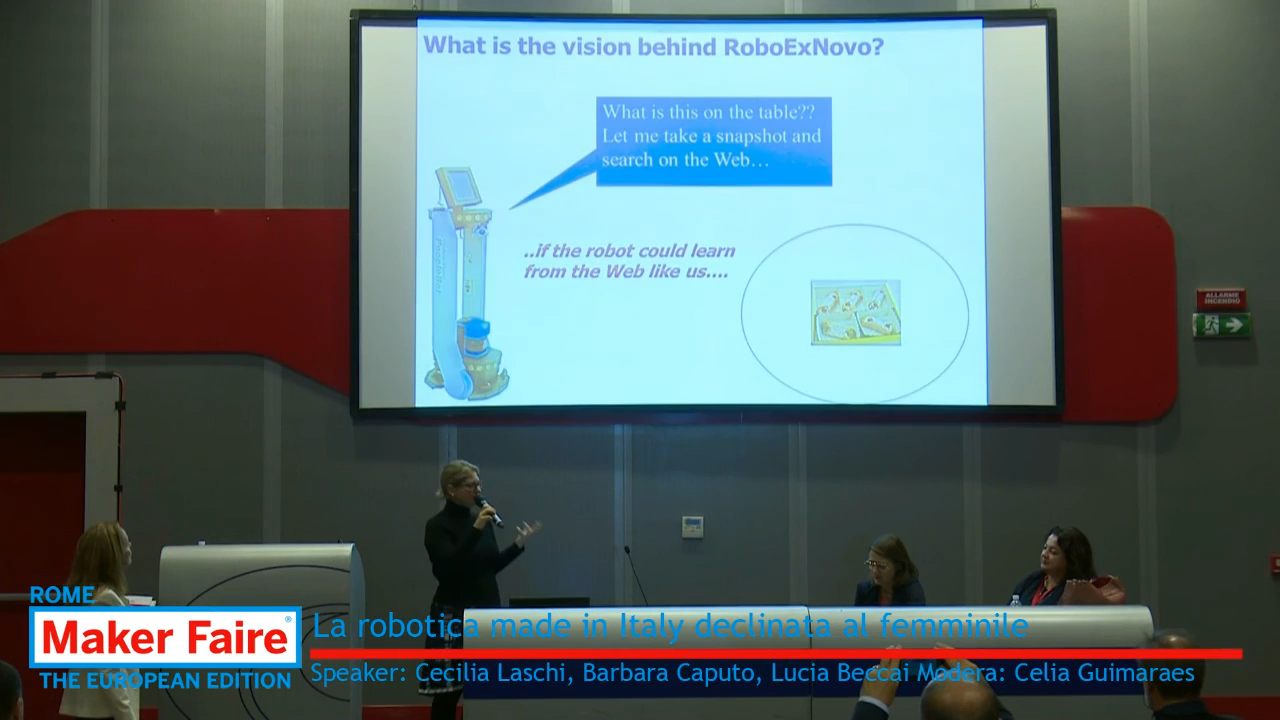 What is the vision behind RoboExNovo?
What is this on the table??
Let me take a snapshot and
search on the Web…
..if the robot could learn
from the Web like us....
ALLARME
INCENDIO
ROME
Maker Faire®
THE EUROPEAN EDITION
La robotica made in Italy declinata al femminile
Speaker: Cecilia Laschi, Barbara Caputo, Lucia Beccai Modera: Celia Guimaraes